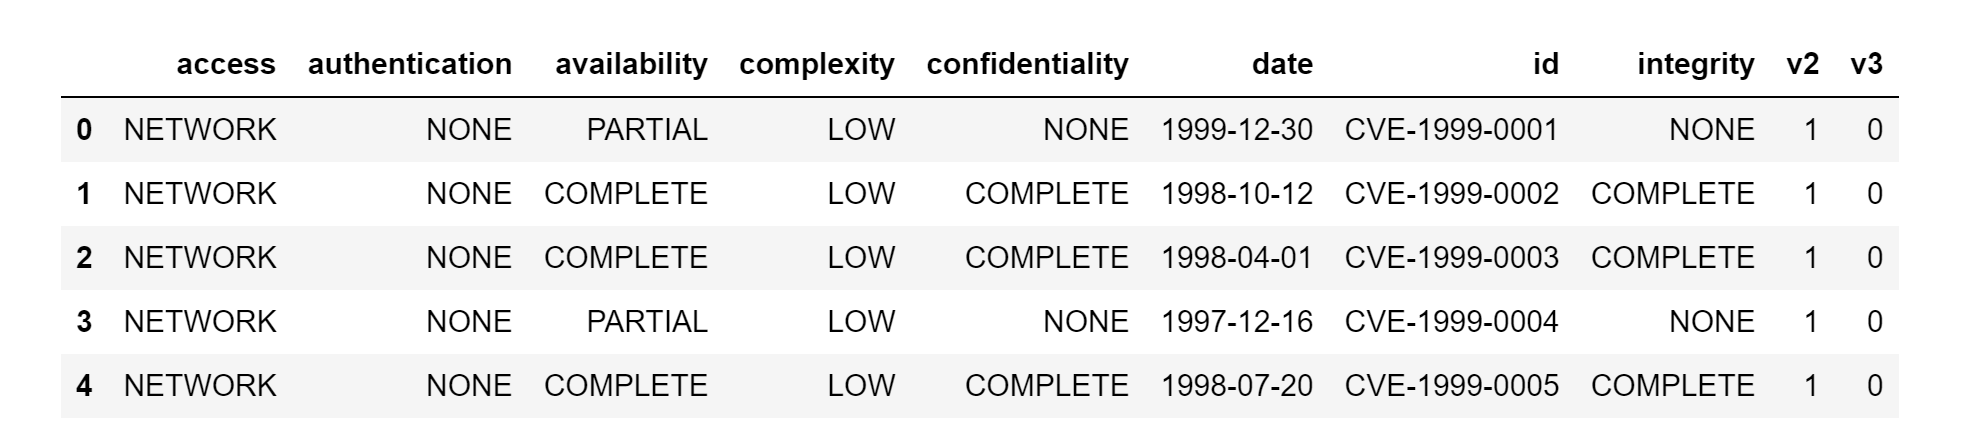 access authentication availability complexity confidentiality date id integrity v2 v3
0 NETWORK NONE PARTIAL LOW NONE 1999-12-30 CVE-1999-0001 NONE 1 0
1 NETWORK NONE COMPLETE LOW COMPLETE 1998-10-12 CVE-1999-0002 COMPLETE 1 0
2 NETWORK NONE COMPLETE LOW COMPLETE 1998-04-01 CVE-1999-0003 COMPLETE 1 0
3 NETWORK NONE PARTIAL LOW NONE 1997-12-16 CVE-1999-0004 NONE 1 0
4 NETWORK NONE COMPLETE LOW COMPLETE 1998-07-20 CVE-1999-0005 COMPLETE 1 0